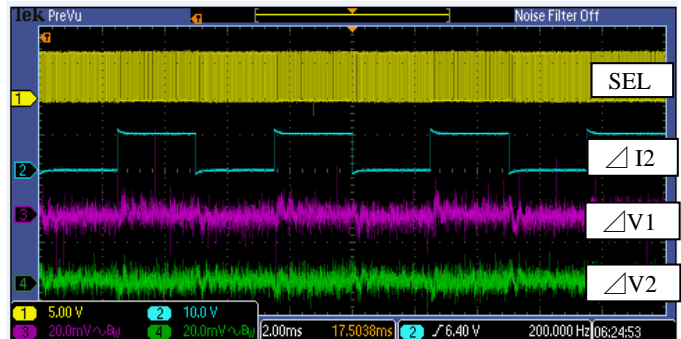 Tek PreVu Noise Filter Off
1 SEL
2 ⊿ I2
3 ⊿V1
4 ⊿V2
1 5.00 V 2 10.0 V
3 20.0mV 4 20.0mV 2.00ms 17.5038ms 2 6.40 V 200.000 Hz 06:24:53